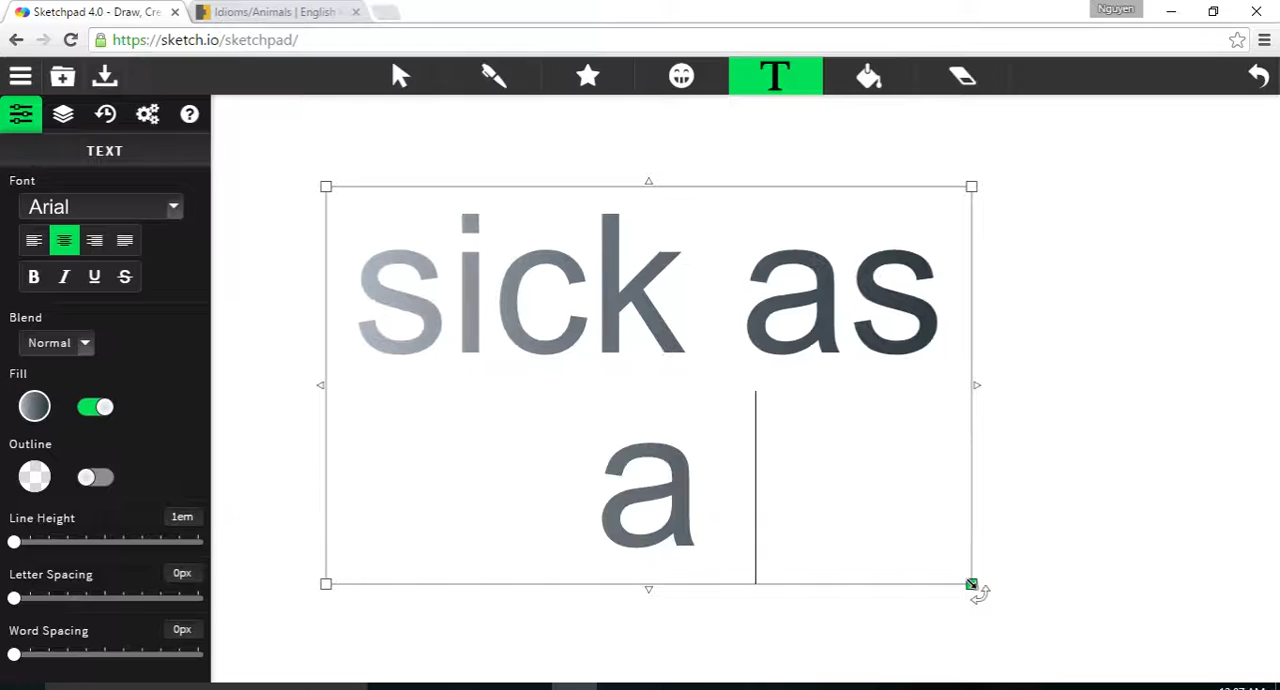 Sketchpad 4.0 - Draw, Cre
Idioms/Animals | English
Nguyen
https://sketch.io/sketchpad/
T
TEXT
Font
Arial
B I U S
Blend
Normal
Fill
Outline
Line Height 1em
Letter Spacing 0px
Word Spacing 0px
sick as
a